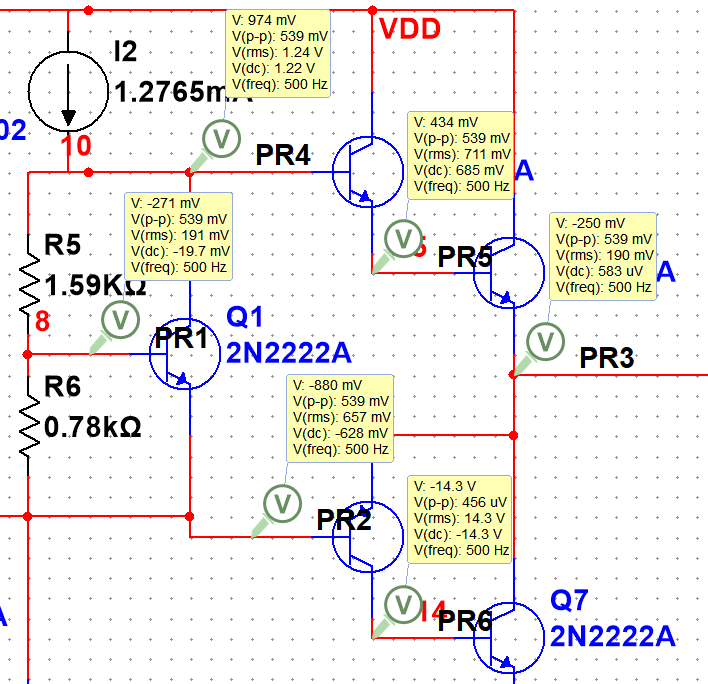 V: 974 mV
V(p-p): 539 mV
V(rms): 1.24 V
V(dc): 1.22 V
V(freq): 500 Hz
VDD
I2
1.2765mA
02
10
V
PR4
V: 434 mV
V(p-p): 539 mV
V(rms): 711 mV
V(dc): 685 mV
V(freq): 500 Hz
A
V: -271 mV
V(p-p): 539 mV
V(rms): 191 mV
V(dc): -19.7 mV
V(freq): 500 Hz
V: -250 mV
V(p-p): 539 mV
V(rms): 190 mV
V(dc): 583 uV
V(freq): 500 Hz
R5
1.59KΩ
V
PR5
A
8
V
PR1
Q1
2N2222A
V
PR3
R6
0.78kΩ
V: -880 mV
V(p-p): 539 mV
V(rms): 657 mV
V(dc): -628 mV
V(freq): 500 Hz
V
PR2
V: -14.3 V
V(p-p): 456 uV
V(rms): 14.3 V
V(dc): -14.3 V
V(freq): 500 Hz
V
14
PR6
Q7
2N2222A
A